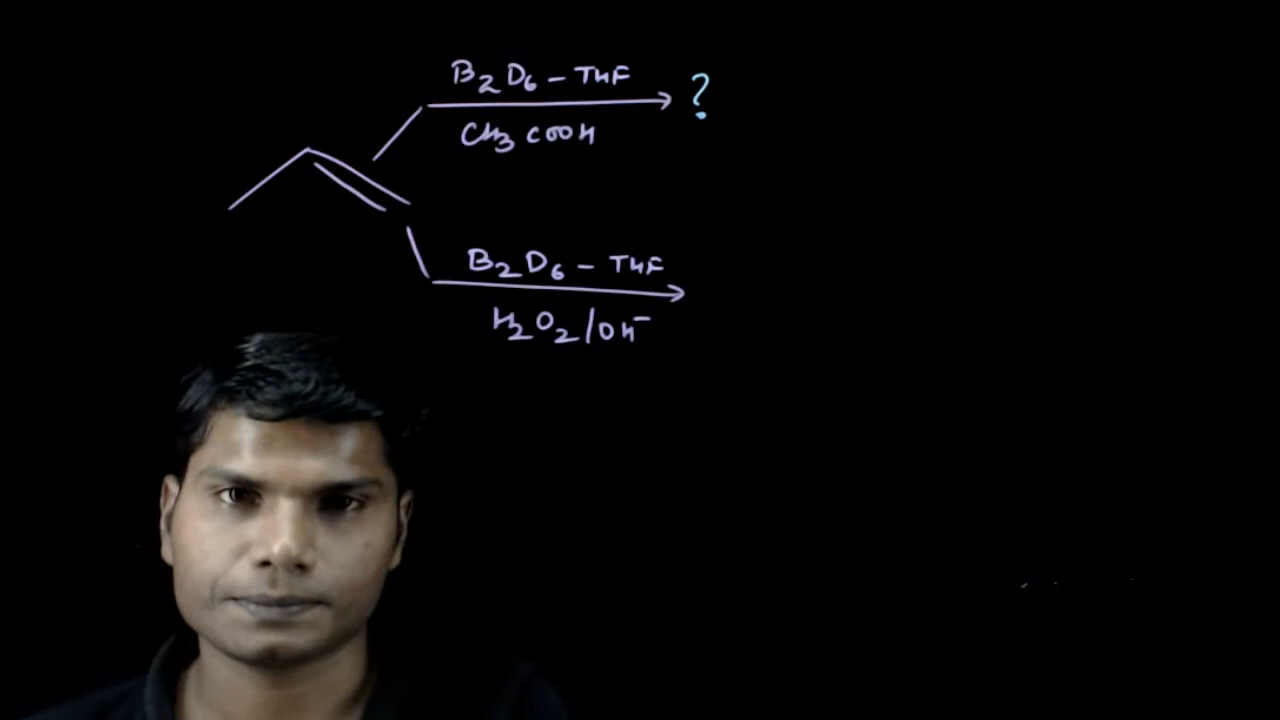 B2D6 - THF
?
CH3COOH
B2D6 - THF
H2O2/OH-